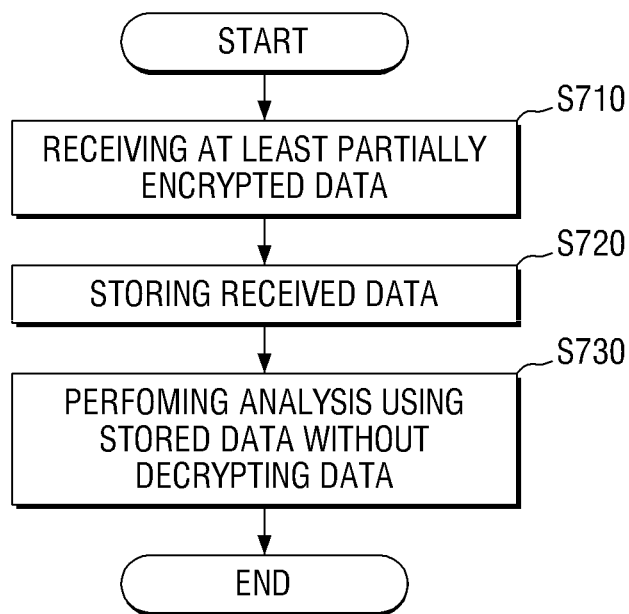 START
S710
RECEIVING AT LEAST PARTIALLY
ENCRYPTED DATA
S720
STORING RECEIVED DATA
S730
PERFOMING ANALYSIS USING
STORED DATA WITHOUT
DECRYPTING DATA
END